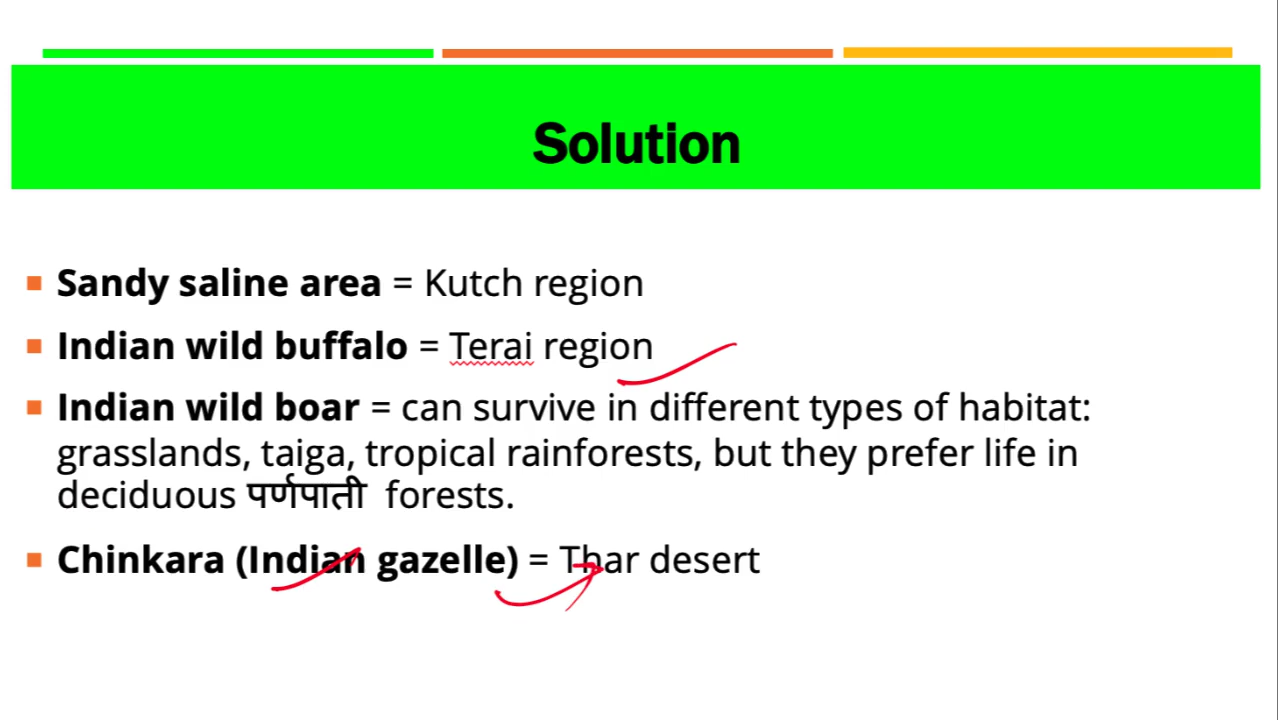 Solution
Sandy saline area = Kutch region
Indian wild buffalo = Terai region
Indian wild boar = can survive in different types of habitat:
grasslands, taiga, tropical rainforests, but they prefer life in
deciduous पर्णपाती forests.
Chinkara (Indian gazelle) = Thar desert